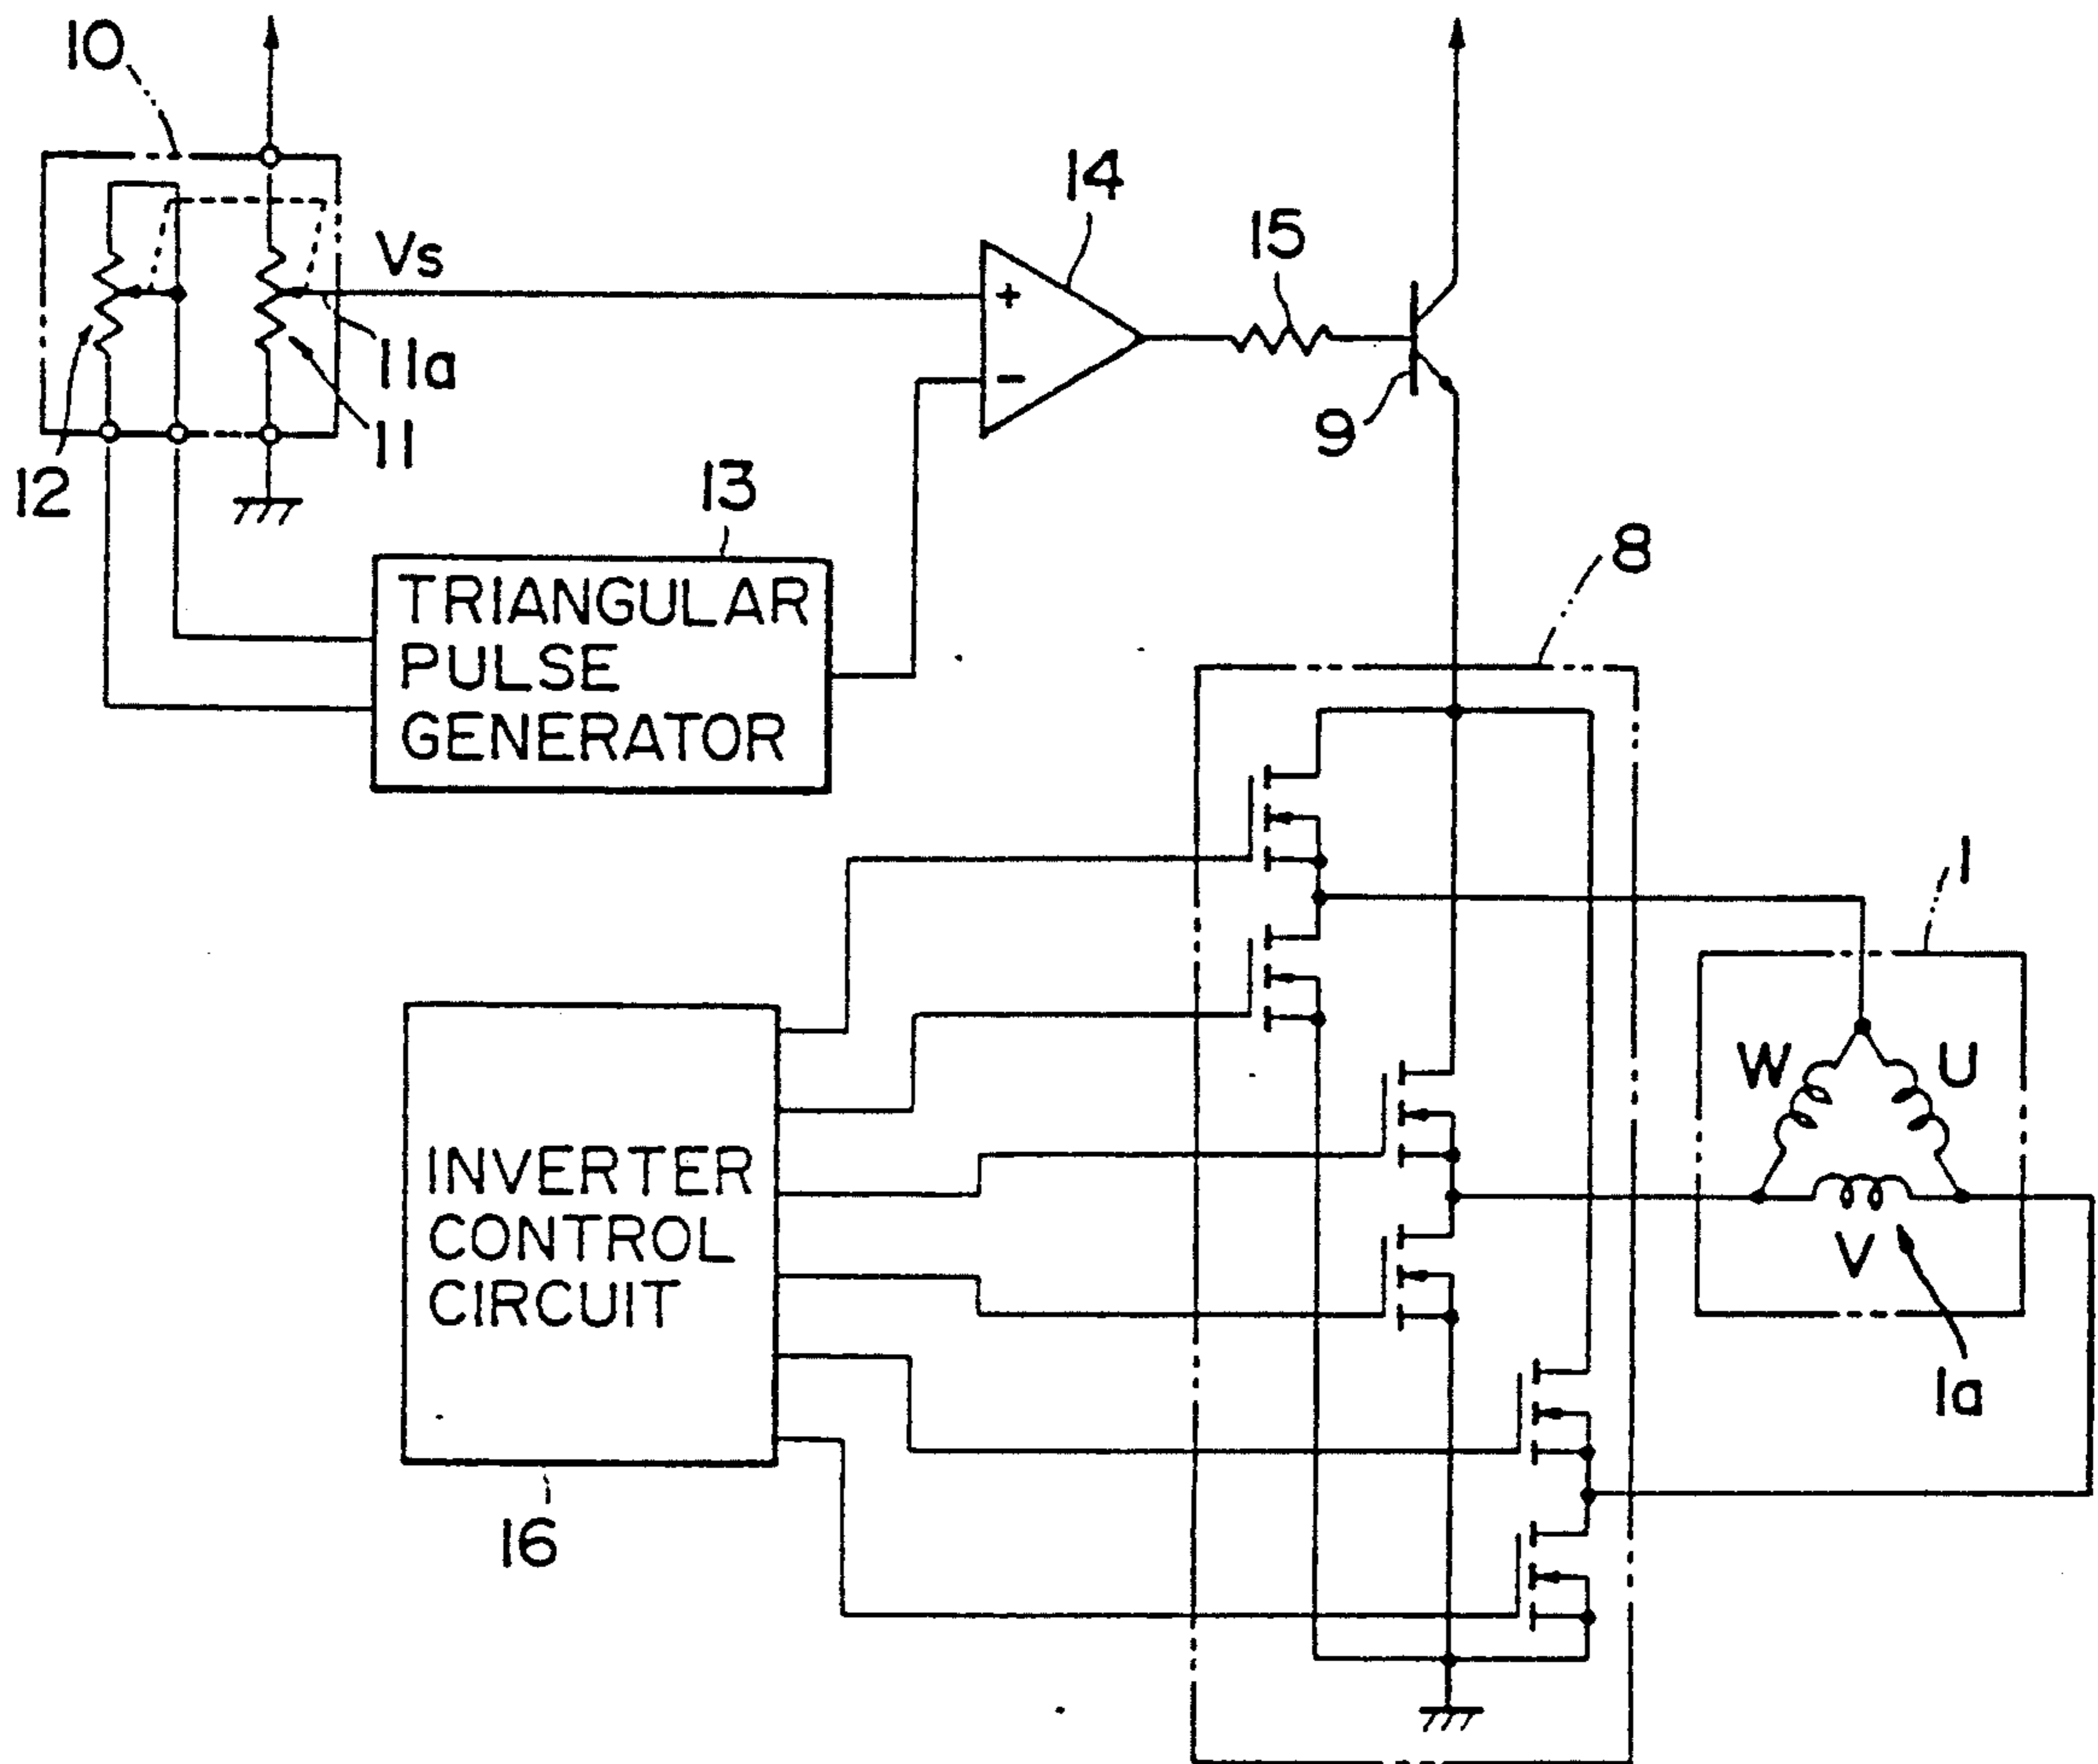 10
14
15
Vs
+
11a
-
9
11
12
13
8
TRIANGULAR
PULSE
GENERATOR
1
W
U
INVERTER
CONTROL
CIRCUIT
V
1a
16